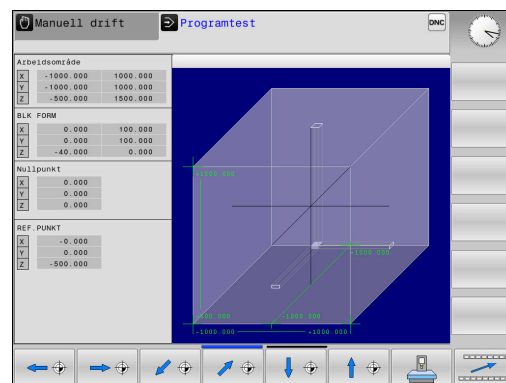 Manuell drift
Programtest
DNC
Arbeidsområde
X -1000.000 1000.000
Y -1000.000 1000.000
Z -500.000 1500.000
BLK FORM
X 0.000 100.000
Y 0.000 100.000
Z -40.000 0.000
Nullpunkt
X 0.000
Y 0.000
Z 0.000
REF.PUNKT
X -0.000
Y 0.000
Z -500.000
+1500.000
+1000.000
-1000.000
-1000.000 +1000.000